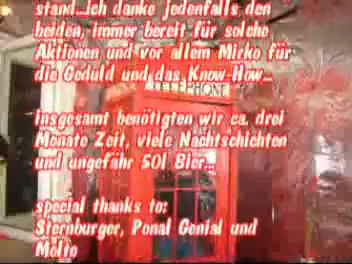 stand...ich danke jedenfalls den
beiden, immer bereit für solche
Aktionen und vor allem Mirko für
die Geduld und das Know-How...
TELEPHONE
insgesamt benötigten wir ca. drei
Monate Zeit, viele Nachtschichten
und ungefähr 50l Bier...
special thanks to:
Sternburger, Ponal Genial und
Molto